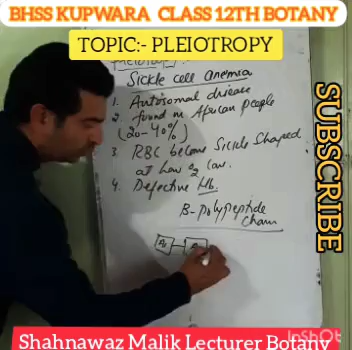 BHSS KUPWARA CLASS 12TH BOTANY
TOPIC:- PLEIOTROPY
Sickle cell anemia
1. Autosomal disease
2. found in African people
(20-40%)
3. RBC become Sickle Shaped
at low O2 Con.
4. Defective Hb.
B-polypeptide
Chain
SUBSCRIBE
Shahnawaz Malik Lecturer Botany
InShOt